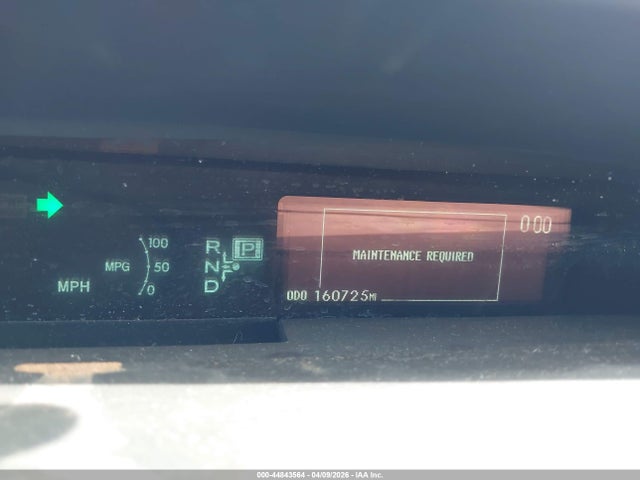 0:00
100
MPG 50
0
MPH
R
P
N
D
MAINTENANCE REQUIRED
ODO 160725MI
000-44843564 - 04/09/2026 - IAA Inc.